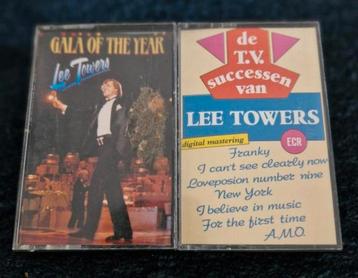 GALA OF THE YEAR
Lee Towers
de
T.V.
successen
van
LEE TOWERS
digital mastering
ECR
Franky
I can't see clearly now
Loveposion number nine
New York
I believe in music
For the first time
A.M.O.